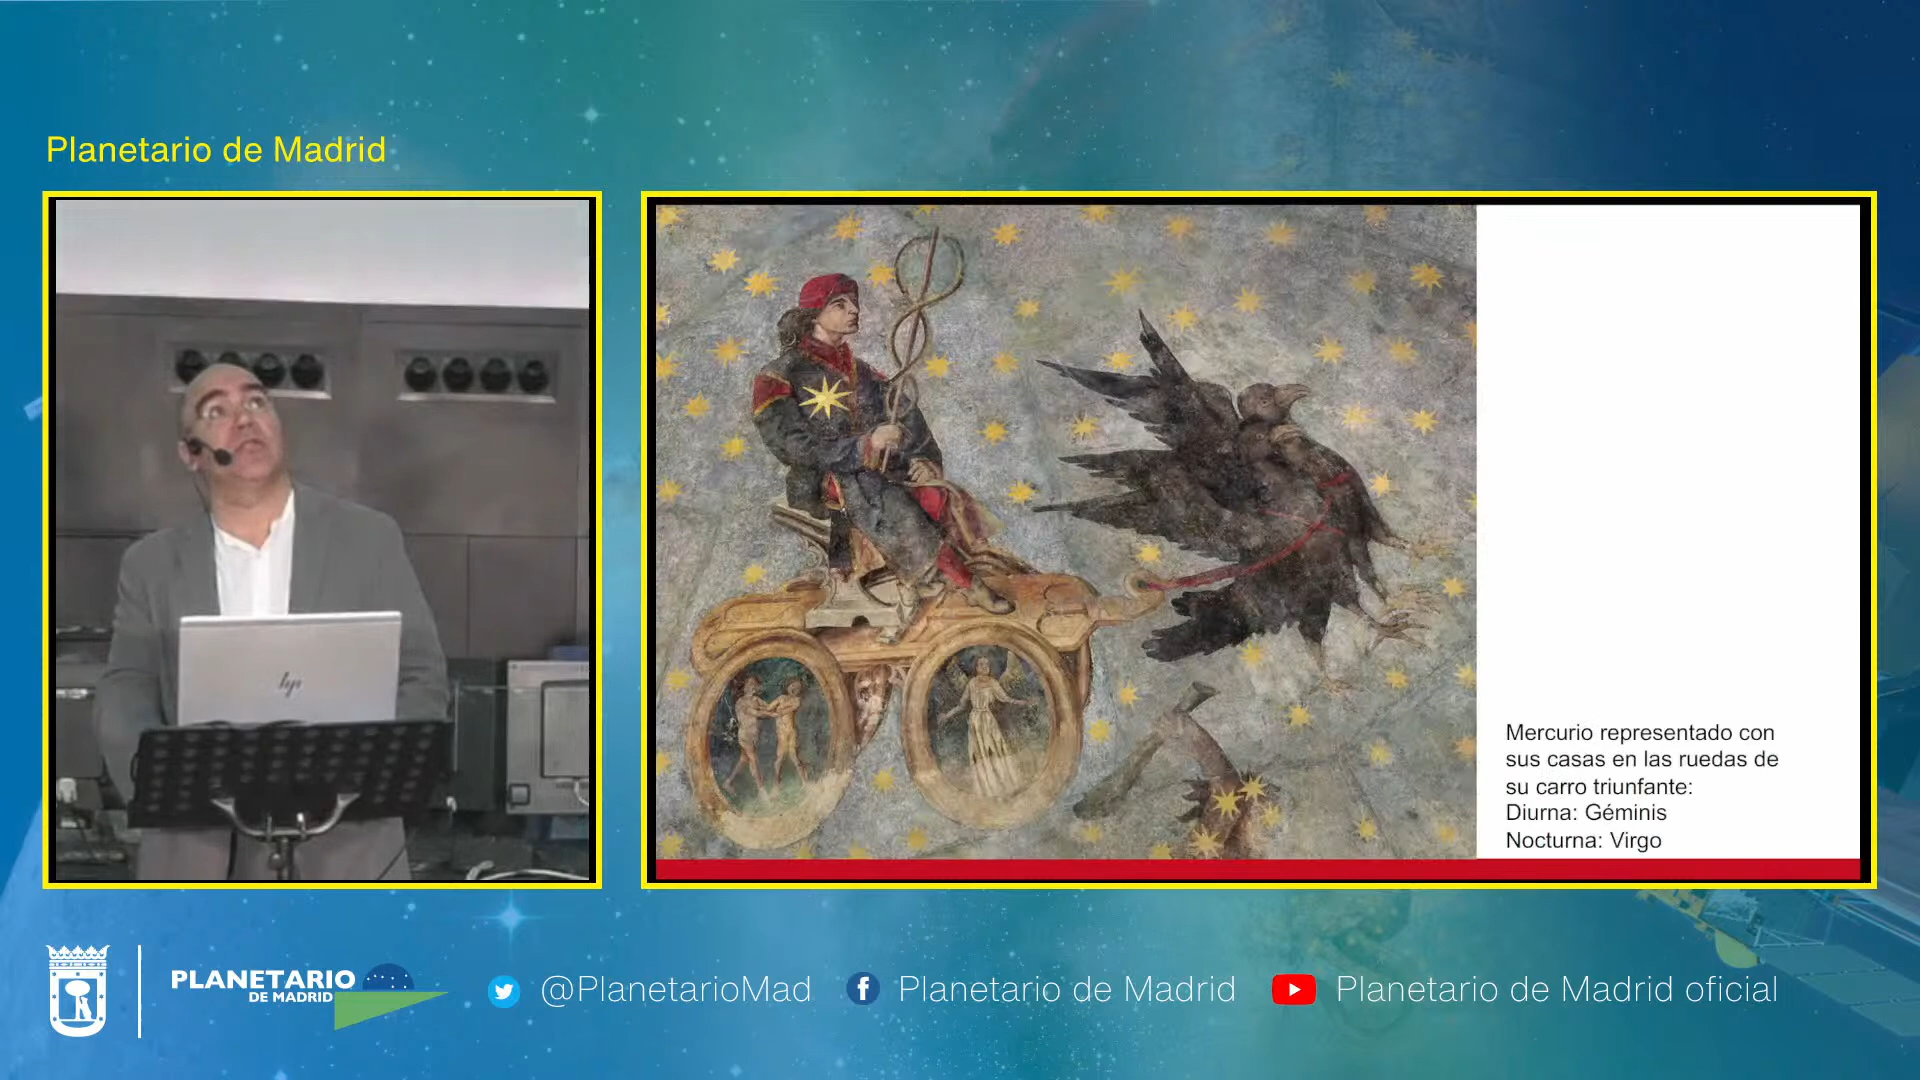 Planetario de Madrid
hp
Mercurio representado con
sus casas en las ruedas de
su carro triunfante:
Diurna: Géminis
Nocturna: Virgo
PLANETARIO
DE MADRID
@PlanetarioMad
Planetario de Madrid
Planetario de Madrid oficial